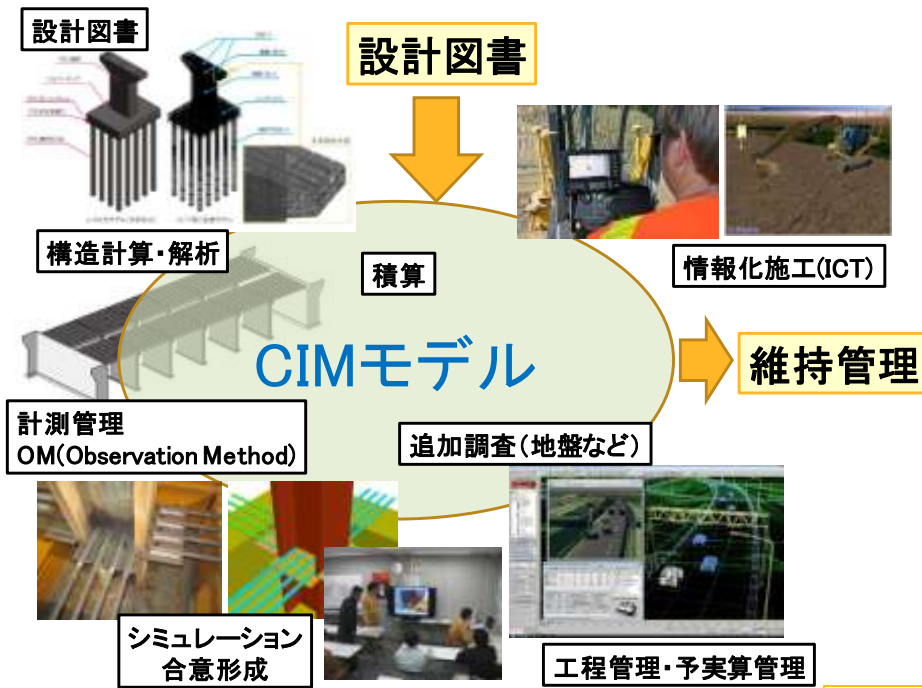 設計図書
設計図書
構造計算・解析
積算
情報化施工(ICT)
CIMモデル
維持管理
計測管理
OM(Observation Method)
追加調査(地盤など)
シミュレーション
合意形成
工程管理・予実算管理